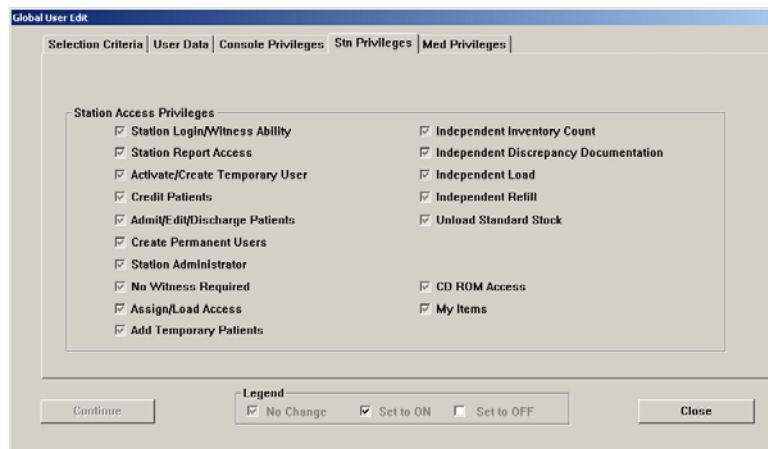 Global User Edit
Selection Criteria User Data Console Privileges Stn Privileges Med Privileges
Station Access Privileges
Station Login/Witness Ability
Station Report Access
Activate/Create Temporary User
Credit Patients
Admit/Edit/Discharge Patients
Create Permanent Users
Station Administrator
No Witness Required
Assign/Load Access
Add Temporary Patients
Independent Inventory Count
Independent Discrepancy Documentation
Independent Load
Independent Refill
Unload Standard Stock
CD ROM Access
My Items
Continue
Legend
No Change Set to ON Set to OFF
Close